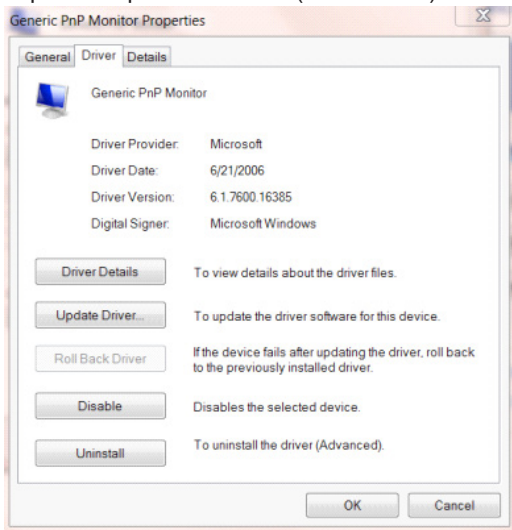 Generic PnP Monitor Properties
General Driver Details
Generic PnP Monitor
Driver Provider: Microsoft
Driver Date: 6/21/2006
Driver Version: 6.1.7600.16385
Digital Signer: Microsoft Windows
Driver Details To view details about the driver files.
Update Driver... To update the driver software for this device.
Roll Back Driver If the device fails after updating the driver, roll back
to the previously installed driver.
Disable Disables the selected device.
Uninstall To uninstall the driver (Advanced).
OK Cancel